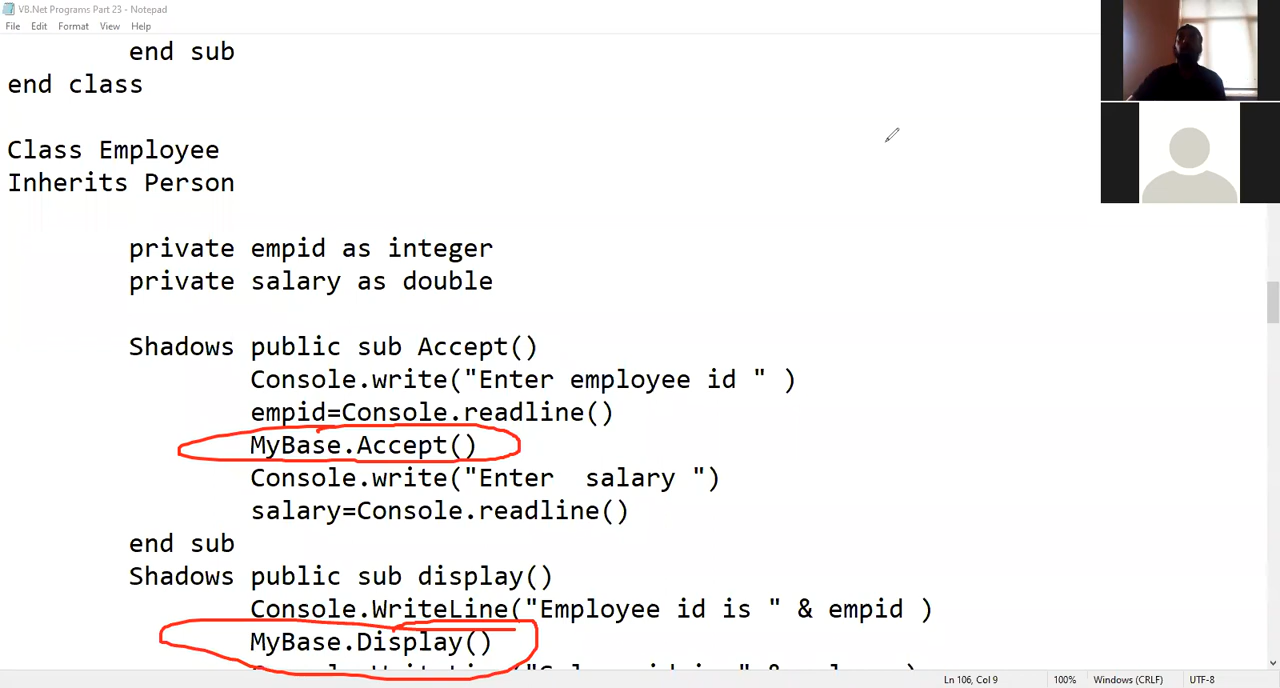 VB.Net Programs Part 23 - Notepad
File Edit Format View Help
end sub
end class
Class Employee
Inherits Person
private empid as integer
private salary as double
Shadows public sub Accept()
Console.write("Enter employee id " )
empid=Console.readline()
MyBase.Accept()
Console.write("Enter  salary ")
salary=Console.readline()
end sub
Shadows public sub display()
Console.WriteLine("Employee id is " & empid )
MyBase.Display()
Ln 106, Col 9 100% Windows (CRLF) UTF-8